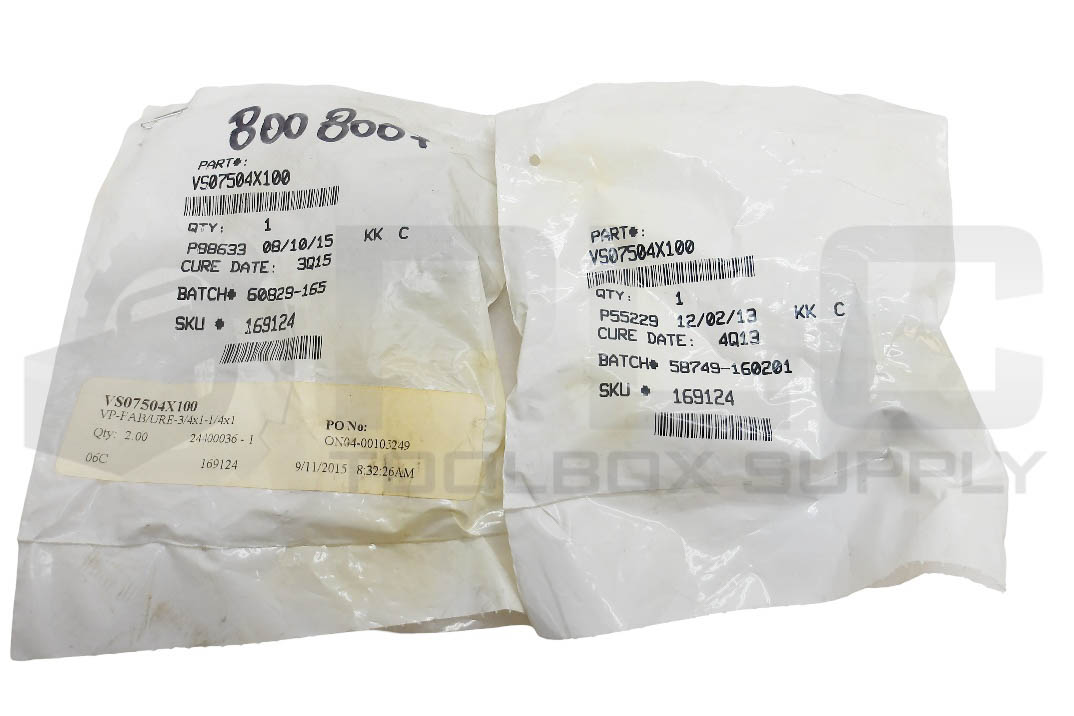 800 800+
PART#:
VS07504X100
QTY: 1
P98633 08/10/15 KK C
CURE DATE: 3Q15
BATCH# 60829-165
SKU # 169124
VS07504X100
VP-FAB/URE-3/4x1-1/4x1
PO No:
Qty: 2.00 24400036 - 1 ON04-00103249
06C 169124 9/11/2015 8:32:26AM
PART#:
VS07504X100
QTY: 1
P55229 12/02/13 KK C
CURE DATE: 4Q13
BATCH# 58749-160201
SKU # 169124
PLC
TOOLBOX SUPPLY